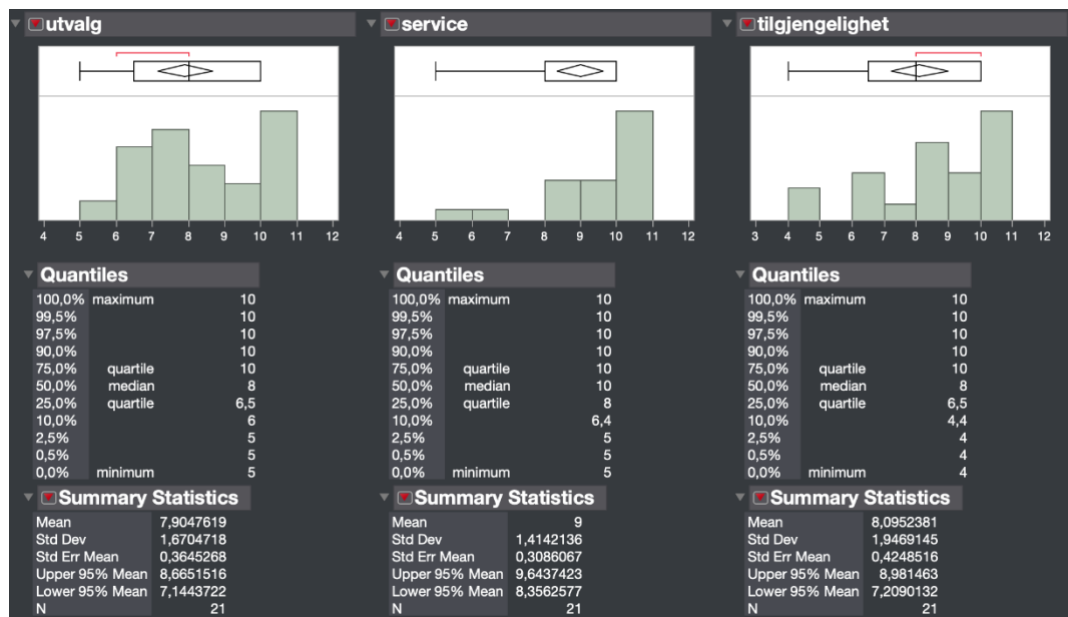 utvalg
4 5 6 7 8 9 10 11 12
Quantiles
100,0% maximum 10
99,5% 10
97,5% 10
90,0% 10
75,0% quartile 10
50,0% median 8
25,0% quartile 6,5
10,0% 6
2,5% 5
0,5% 5
0,0% minimum 5
Summary Statistics
Mean 7,9047619
Std Dev 1,6704718
Std Err Mean 0,3645268
Upper 95% Mean 8,6651516
Lower 95% Mean 7,1443722
N 21
service
4 5 6 7 8 9 10 11 12
Quantiles
100,0% maximum 10
99,5% 10
97,5% 10
90,0% 10
75,0% quartile 10
50,0% median 10
25,0% quartile 8
10,0% 6,4
2,5% 5
0,5% 5
0,0% minimum 5
Summary Statistics
Mean 9
Std Dev 1,4142136
Std Err Mean 0,3086067
Upper 95% Mean 9,6437423
Lower 95% Mean 8,3562577
N 21
tilgjengelighet
3 4 5 6 7 8 9 10 11 12
Quantiles
100,0% maximum 10
99,5% 10
97,5% 10
90,0% 10
75,0% quartile 10
50,0% median 8
25,0% quartile 6,5
10,0% 4,4
2,5% 4
0,5% 4
0,0% minimum 4
Summary Statistics
Mean 8,0952381
Std Dev 1,9469145
Std Err Mean 0,4248516
Upper 95% Mean 8,981463
Lower 95% Mean 7,2090132
N 21